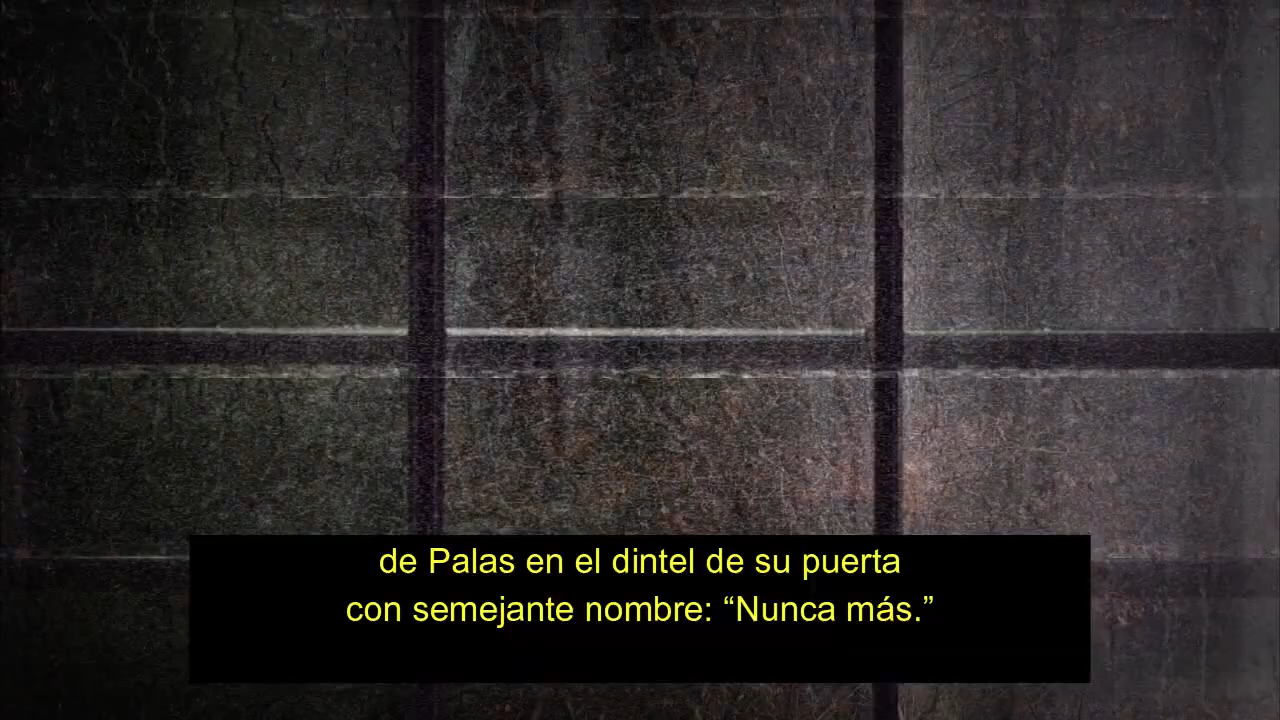 de Palas en el dintel de su puerta
con semejante nombre: “Nunca más.”